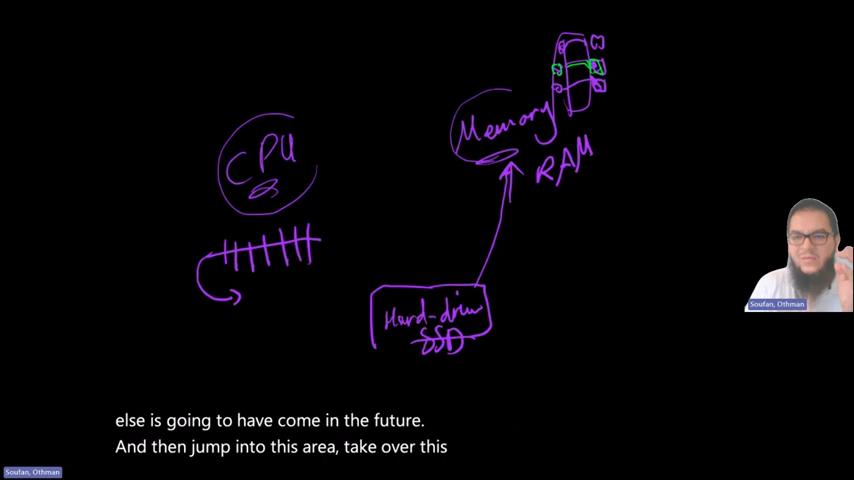 Memory
RAM
CPU
Soufan, Othman
Hard-drive
SSD
else is going to have come in the future.
And then jump into this area, take over this
Soufan, Othman